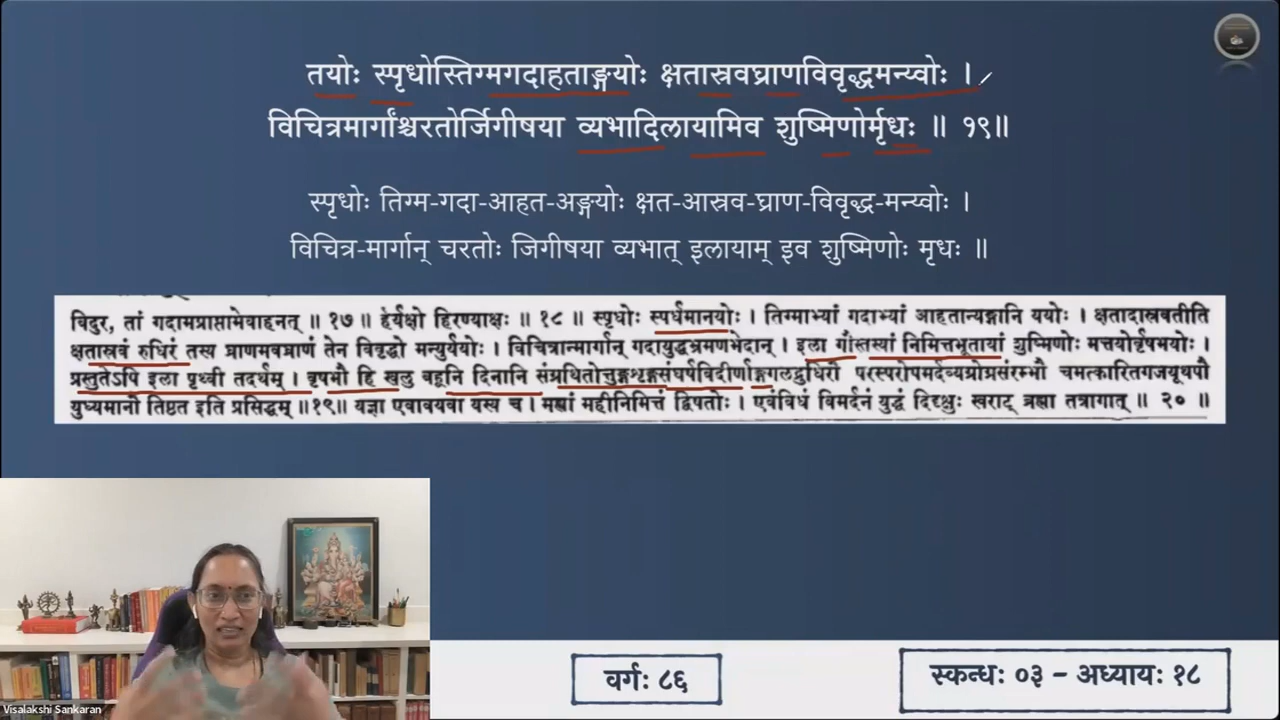 तयोः स्पृधोस्तिग्मगदाहताङ्गयोः क्षतास्रवघ्राणविवृद्धमन्य्वोः ।
विचित्रमार्गांश्चरतोर्जिगीषया व्यभादिलायामिव शुष्मिणोर्मृधः ॥ १९॥
स्पृधोः तिग्म-गदा-आहत-अङ्गयोः क्षत-आस्रव-घ्राण-विवृद्ध-मन्य्वोः ।
विचित्र-मार्गान् चरतोः जिगीषया व्यभात् इलायाम् इव शुष्मिणोः मृधः ॥
विदुर, तां गदामप्राप्तामेवाहनत् ॥ १७ ॥ हर्यक्षो हिरण्याक्षः ॥ १८ ॥ स्पृधोः स्पर्धमानयोः । तिग्माभ्यां गदाभ्यां आहतान्यङ्गानि ययोः । क्षतादास्रवतीति
क्षतास्रवं रुधिरं तस्य घ्राणमवघ्राणं तेन विवृद्धो मन्युर्ययोः । विचित्रान्मार्गान् गदायुद्धभ्रमणभेदान् । इला गौस्तस्यां निमित्तभूतायां शुष्मिणोः मत्तयोर्वृषभयोः ।
प्रस्तुतेऽपि इला पृथ्वी तदर्थम् । वृषभौ हि खलु बहूनि दिनानि संप्रथितोत्तुङ्गशृङ्गसंघर्षविदीर्णाङ्गगलद्रुधिरौ परस्परोपमर्दव्यग्रोग्रसंरम्भौ चमत्कारितगजयूथपौ
युध्यमानौ तिष्ठत इति प्रसिद्धम् ॥१९॥ यज्ञा एवावयवा यस्य च । मह्यां महीनिमित्तं द्विषतोः । एवंविधं विमर्दनं युद्धं दिदृक्षुः स्वराट् ब्रह्मा तत्रागात् ॥ २० ॥
Visalakshi Sankaran
वर्गः ८६
स्कन्धः ०३ – अध्यायः १८